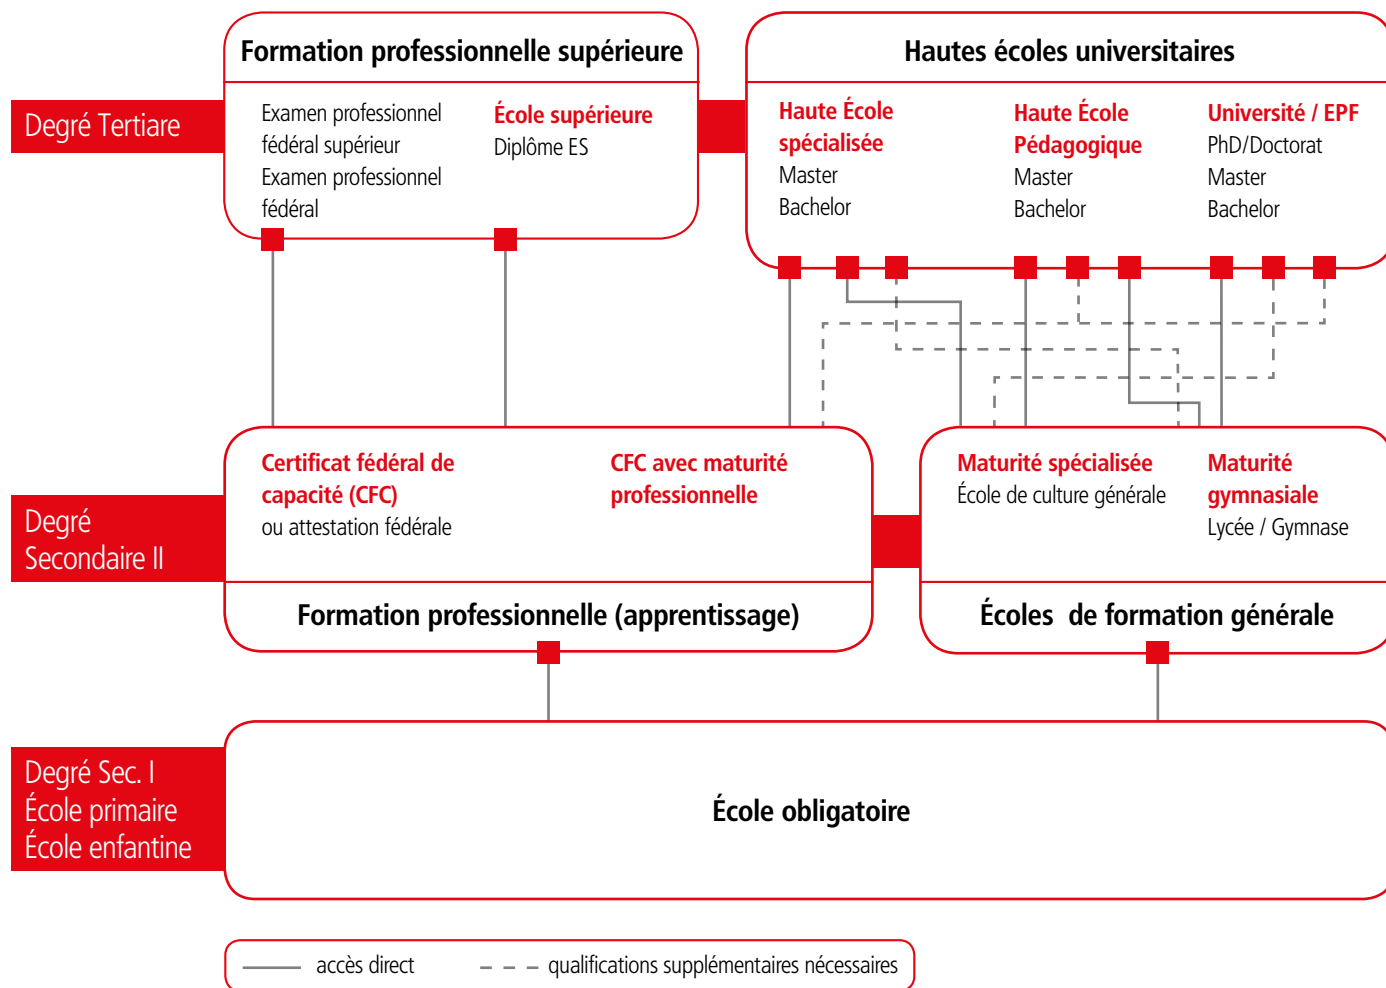 Formation professionnelle supérieure
Hautes écoles universitaires
Degré Tertiare
Examen professionnel
fédéral supérieur
Examen professionnel
fédéral
École supérieure
Diplôme ES
Haute École
spécialisée
Master
Bachelor
Haute École
Pédagogique
Master
Bachelor
Université / EPF
PhD/Doctorat
Master
Bachelor
Degré
Secondaire II
Certificat fédéral de
capacité (CFC)
ou attestation fédérale
CFC avec maturité
professionnelle
Maturité spécialisée
École de culture générale
Maturité
gymnasiale
Lycée / Gymnase
Formation professionnelle (apprentissage)
Écoles de formation générale
Degré Sec. I
École primaire
École enfantine
École obligatoire
accès direct
qualifications supplémentaires nécessaires